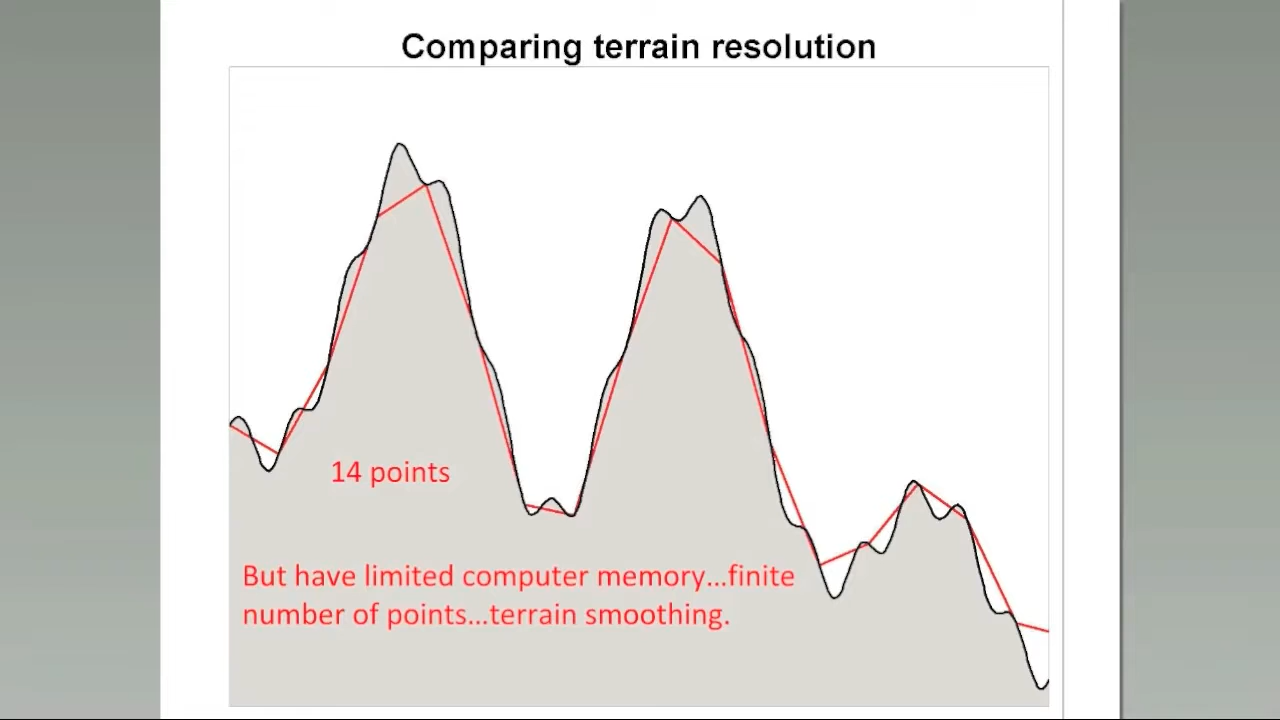 Comparing terrain resolution
14 points
But have limited computer memory...finite
number of points...terrain smoothing.